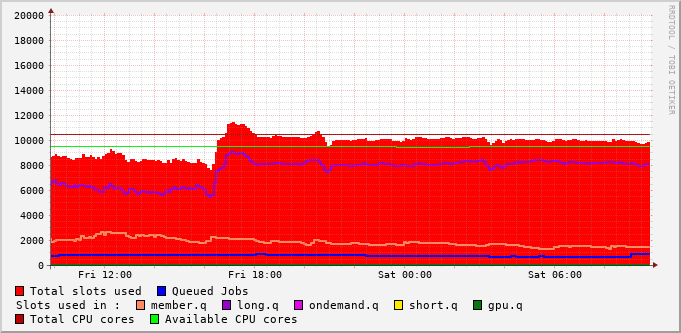 RRDTOOL / TOBI OETIKER
20000
18000
16000
14000
12000
10000
8000
6000
4000
2000
0
Fri 12:00 Fri 18:00 Sat 00:00 Sat 06:00
Total slots used Queued Jobs
Slots used in : member.q long.q ondemand.q short.q gpu.q
Total CPU cores Available CPU cores